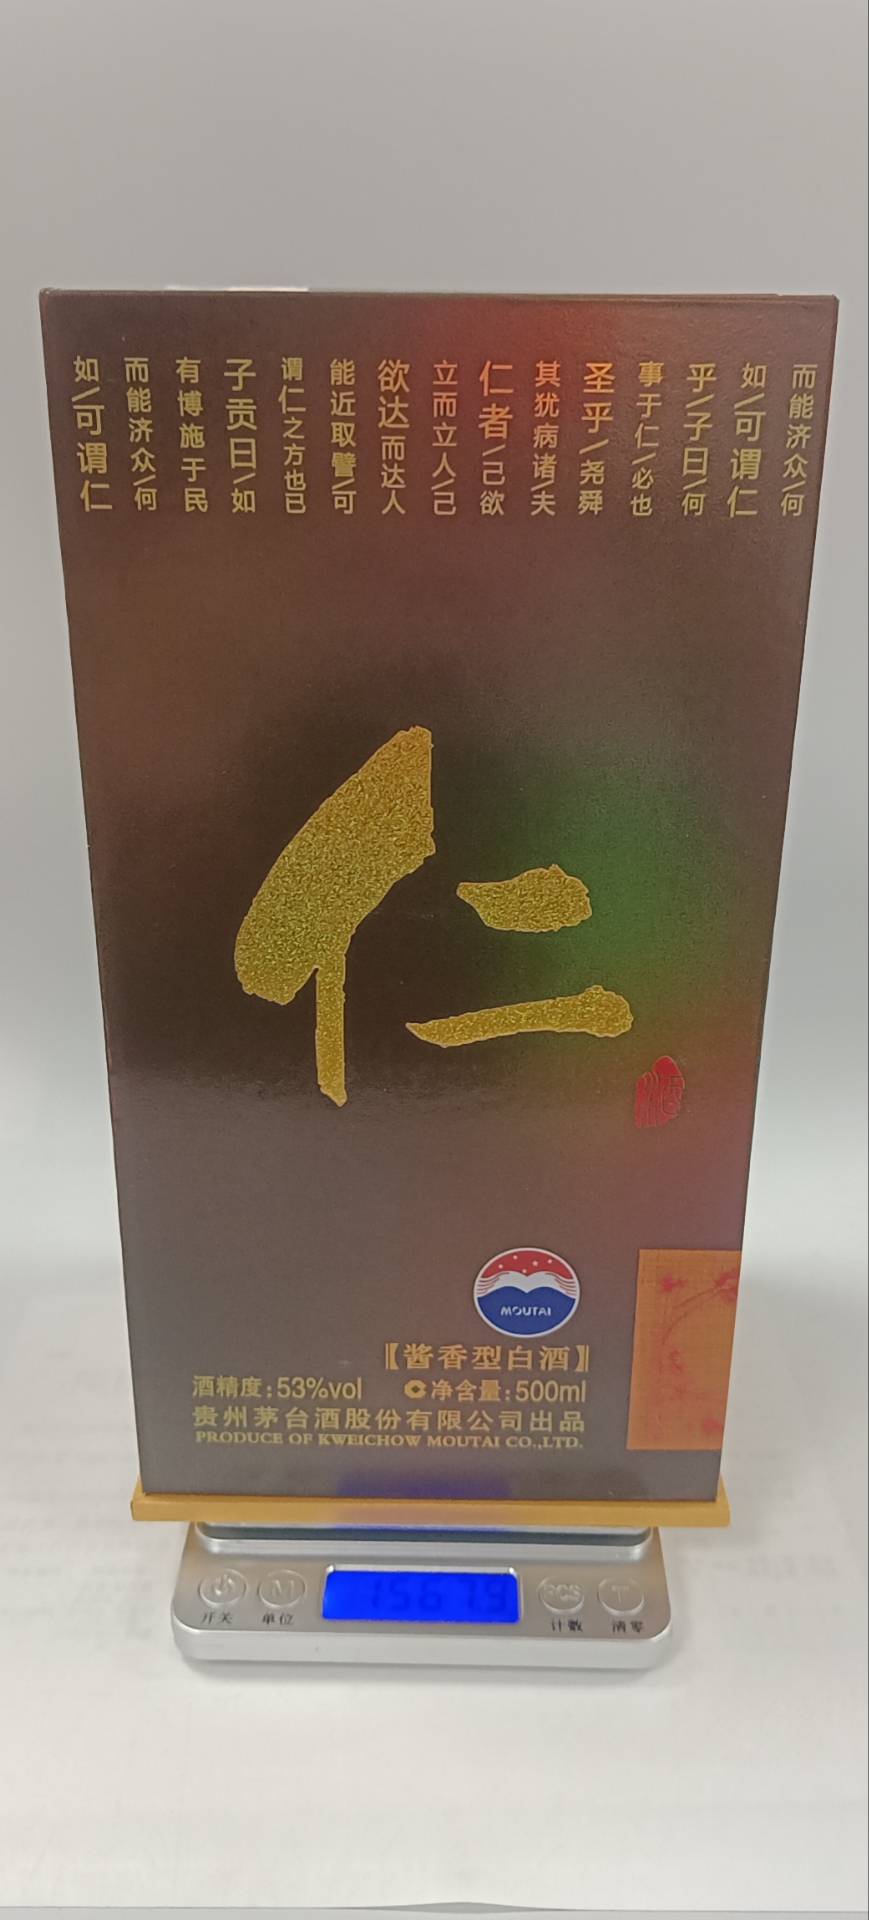 如/可谓仁
而能济众/何
有博施于民
子贡曰/如
谓仁之方也已
能近取譬/可
欲达而达人
立而立人/己
仁者/己欲
其犹病诸/夫
圣乎/尧舜
事于仁/必也
乎/子曰/何
如/可谓仁
而能济众/何
仁
酒
MOUTAI
【酱香型白酒】
酒精度:53%vol 净含量:500ml
贵州茅台酒股份有限公司出品
PRODUCE OF KWEICHOW MOUTAI CO.,LTD.
M 1567.9 PCS T
开关 单位 计数 清零